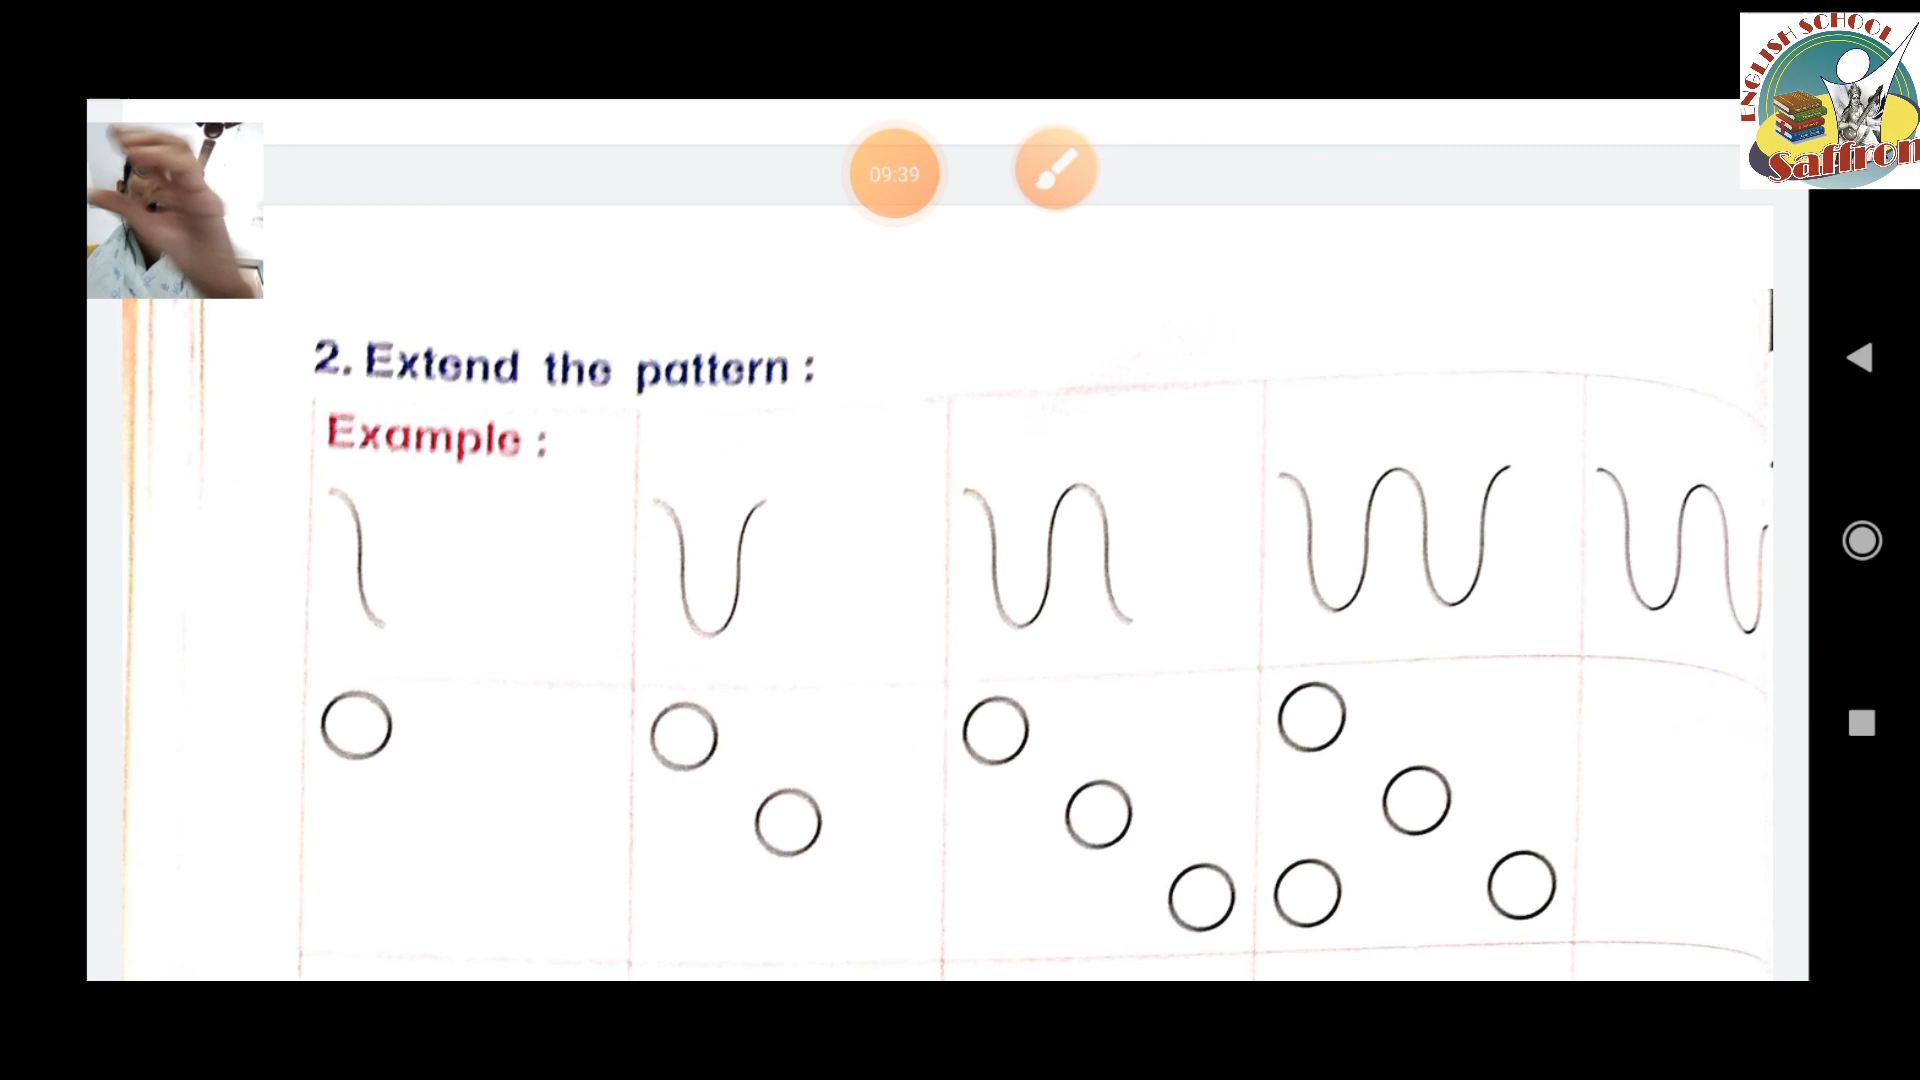 ENGLISH SCHOOL
Saffron
09:39
2. Extend the pattern :
Example :